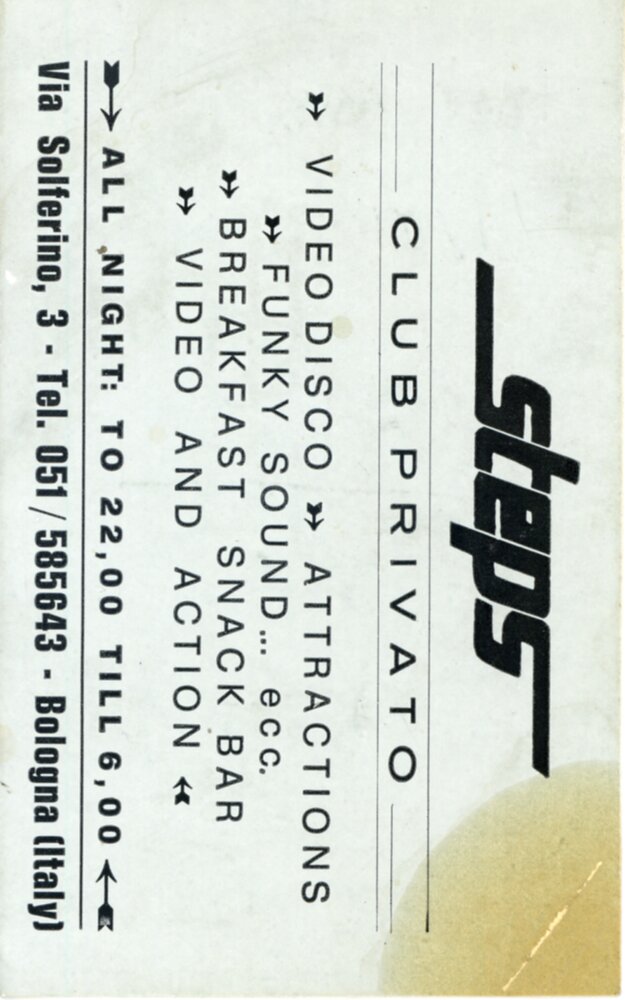 steps
CLUB PRIVATO
VIDEO DISCO ATTRACTIONS
FUNKY SOUND... ecc.
BREAKFAST SNACK BAR
VIDEO AND ACTION
ALL NIGHT: TO 22,00 TILL 6,00
Via Solferino, 3 - Tel. 051/585643 - Bologna (Italy)